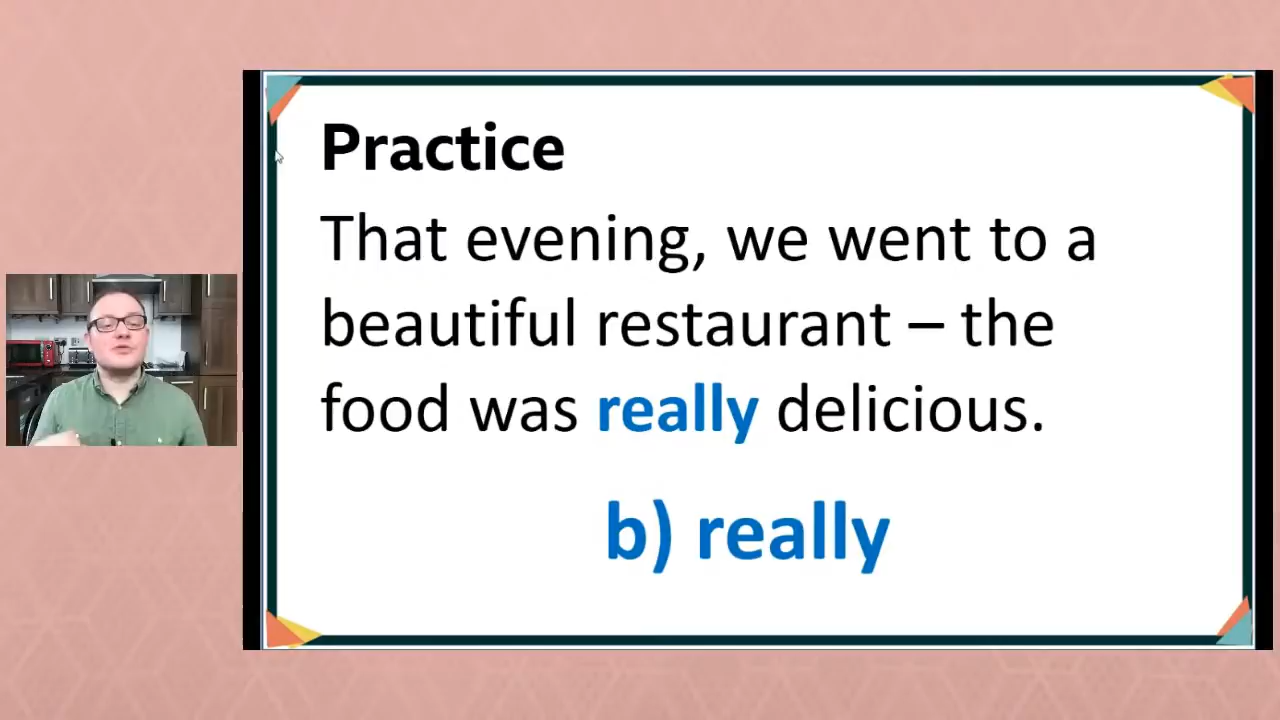 Practice
That evening, we went to a
beautiful restaurant – the
food was really delicious.
b) really